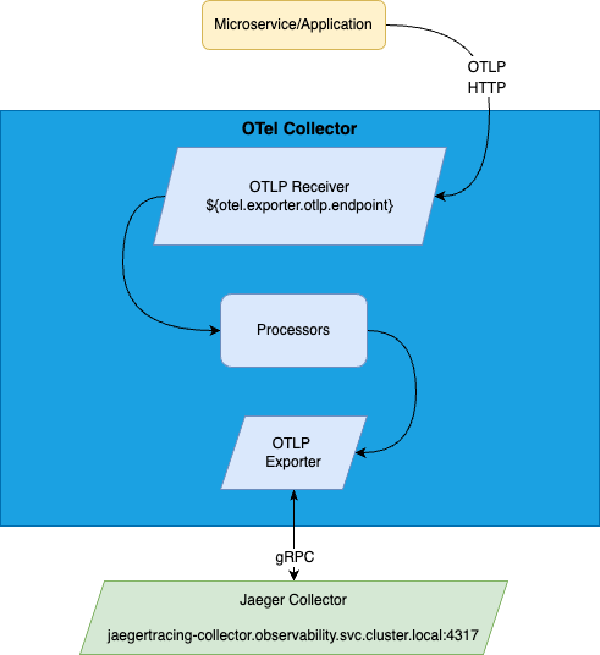 Microservice/Application
OTLP
HTTP
OTel Collector
OTLP Receiver
${otel.exporter.otlp.endpoint}
Processors
OTLP
Exporter
gRPC
Jaeger Collector
jaegertracing-collector.observability.svc.cluster.local:4317